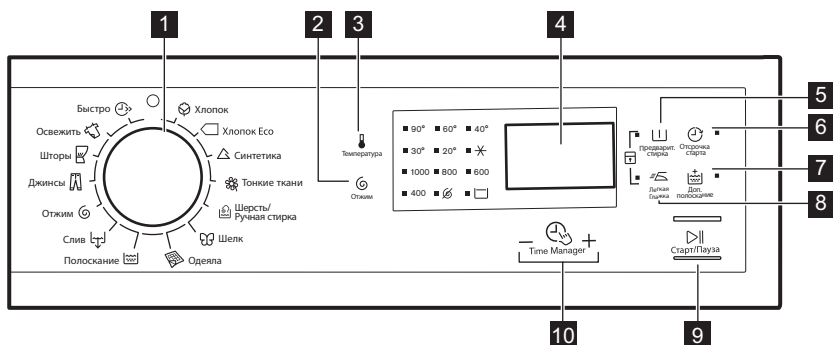 1
2
3
4
5
6
7
8
9
10
Быстро
Освежить
Шторы
Джинсы
Отжим
Слив
Полоскание
Хлопок
Хлопок Eco
Синтетика
Тонкие ткани
Шерсть/
Ручная стирка
Шелк
Одеяла
Температура
Отжим
90° 60° 40°
30° 20°
1000 800 600
400
Time Manager
Предварит.
стирка
Отсрочка
старта
Легкая
Глажка
Доп.
полоскание
Старт/Пауза